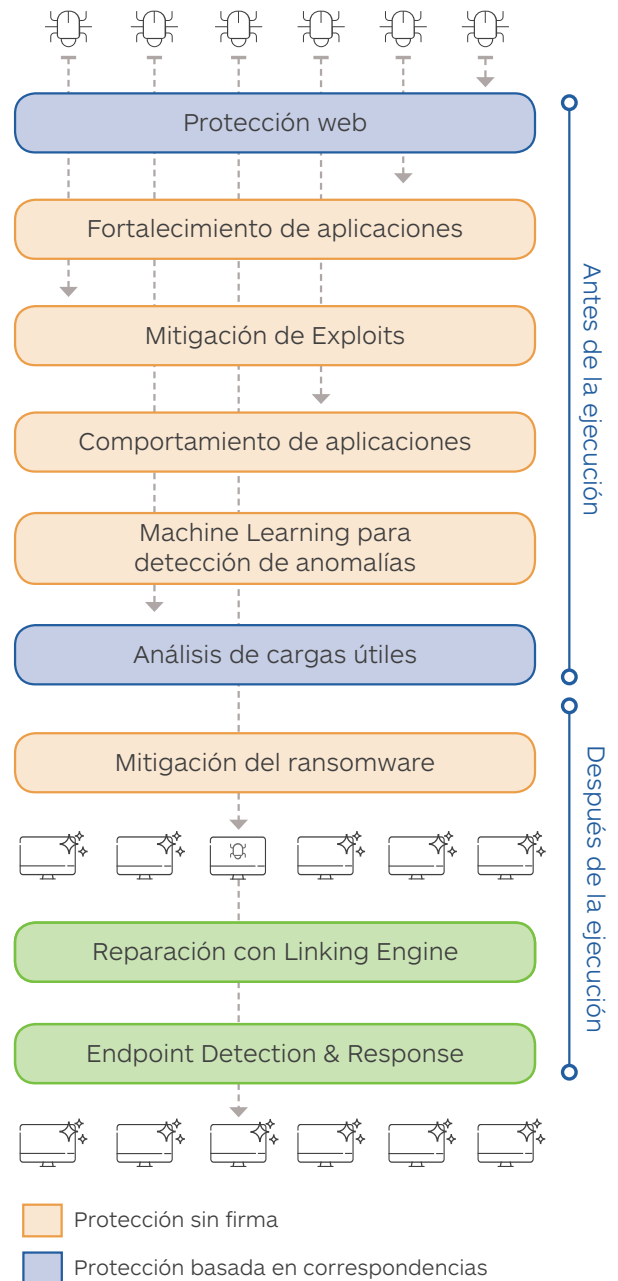 Protección web
Fortalecimiento de aplicaciones
Mitigación de Exploits
Comportamiento de aplicaciones
Machine Learning para
detección de anomalías
Análisis de cargas útiles
Antes de la ejecución
Mitigación del ransomware
Reparación con Linking Engine
Endpoint Detection & Response
Después de la ejecución
Protección sin firma
Protección basada en correspondencias